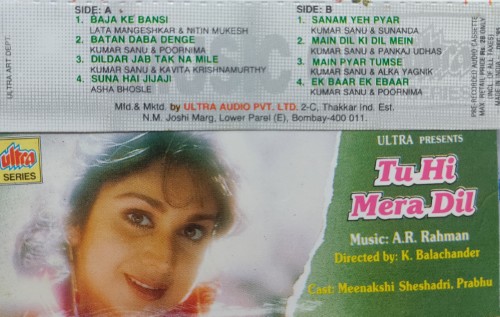 SIDE: A
1. BAJA KE BANSI
LATA MANGESHKAR & NITIN MUKESH
2. BATAN DABA DENGE
KUMAR SANU & POORNIMA
3. DILDAR JAB TAK NA MILE
KUMAR SANU & KAVITA KRISHNAMURTHY
4. SUNA HAI JIJAJI
ASHA BHOSLE
SIDE: B
1. SANAM YEH PYAR
KUMAR SANU & SUNANDA
2. MAIN DIL KI DIL MEIN
KUMAR SANU & PANKAJ UDHAS
3. MAIN PYAR TUMSE
KUMAR SANU & ALKA YAGNIK
4. EK BAAR EK EBAAR
KUMAR SANU & POORNIMA
Mfd.& Mktd. by ULTRA AUDIO PVT. LTD. 2-C, Thakkar Ind. Est.
N.M. Joshi Marg, Lower Parel (E), Bombay-400 011.
ULTRA ART DEPT.
PRE-RECORDED AUDIO CASSETTE
MUSIC
ultra
SERIES
ULTRA PRESENTS
Tu Hi
Mera Dil
Music: A.R. Rahman
Directed by: K. Balachander
Cast: Meenakshi Sheshadri, Prabhu